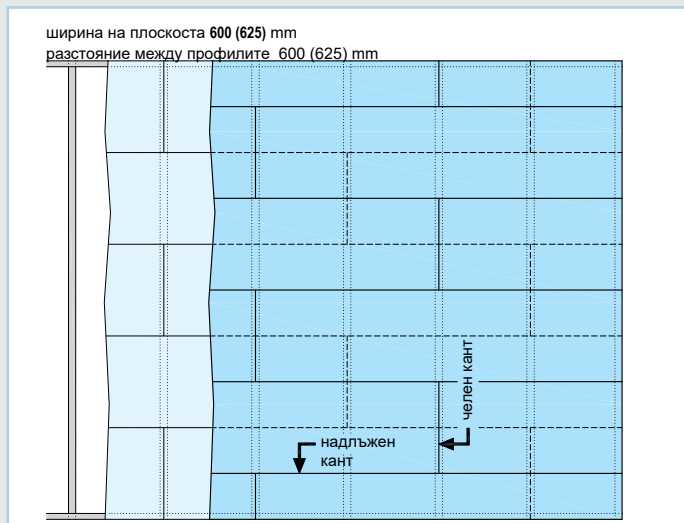 ширина на плоскоста 600 (625) mm
разстояние между профилите 600 (625) mm
челен кант
надлъжен
кант